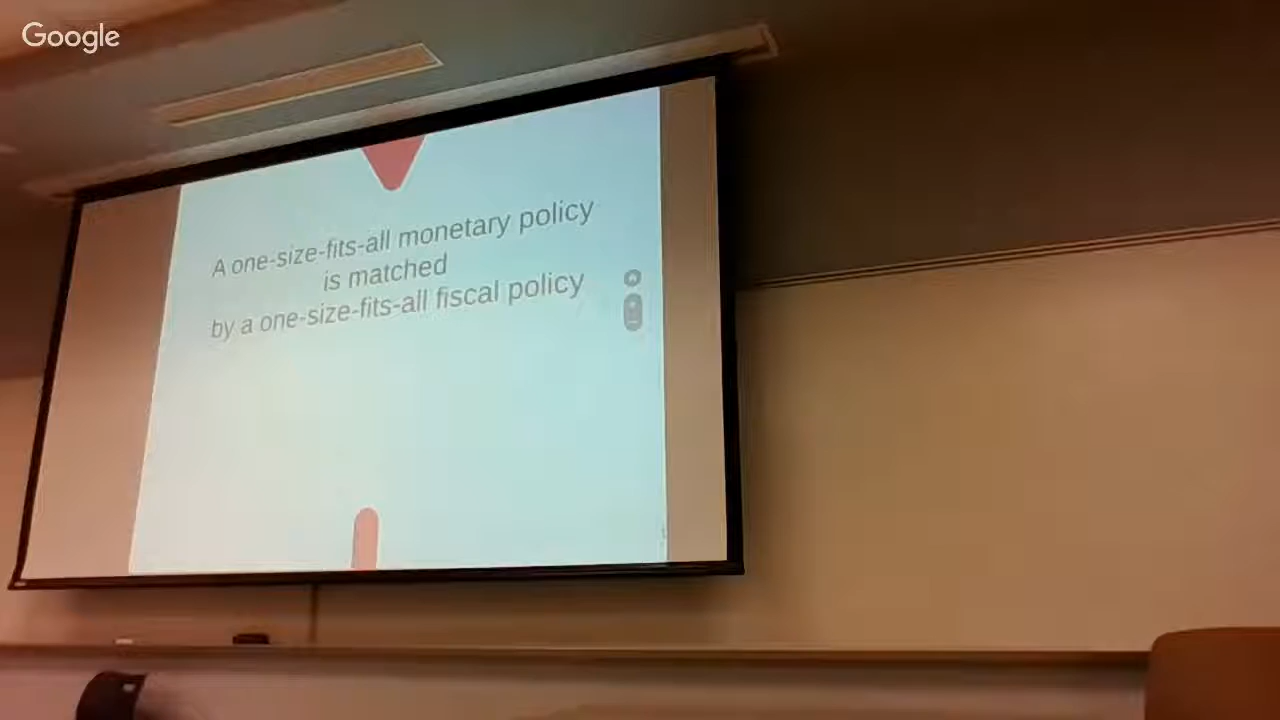 Google
A one-size-fits-all monetary policy
is matched
by a one-size-fits-all fiscal policy